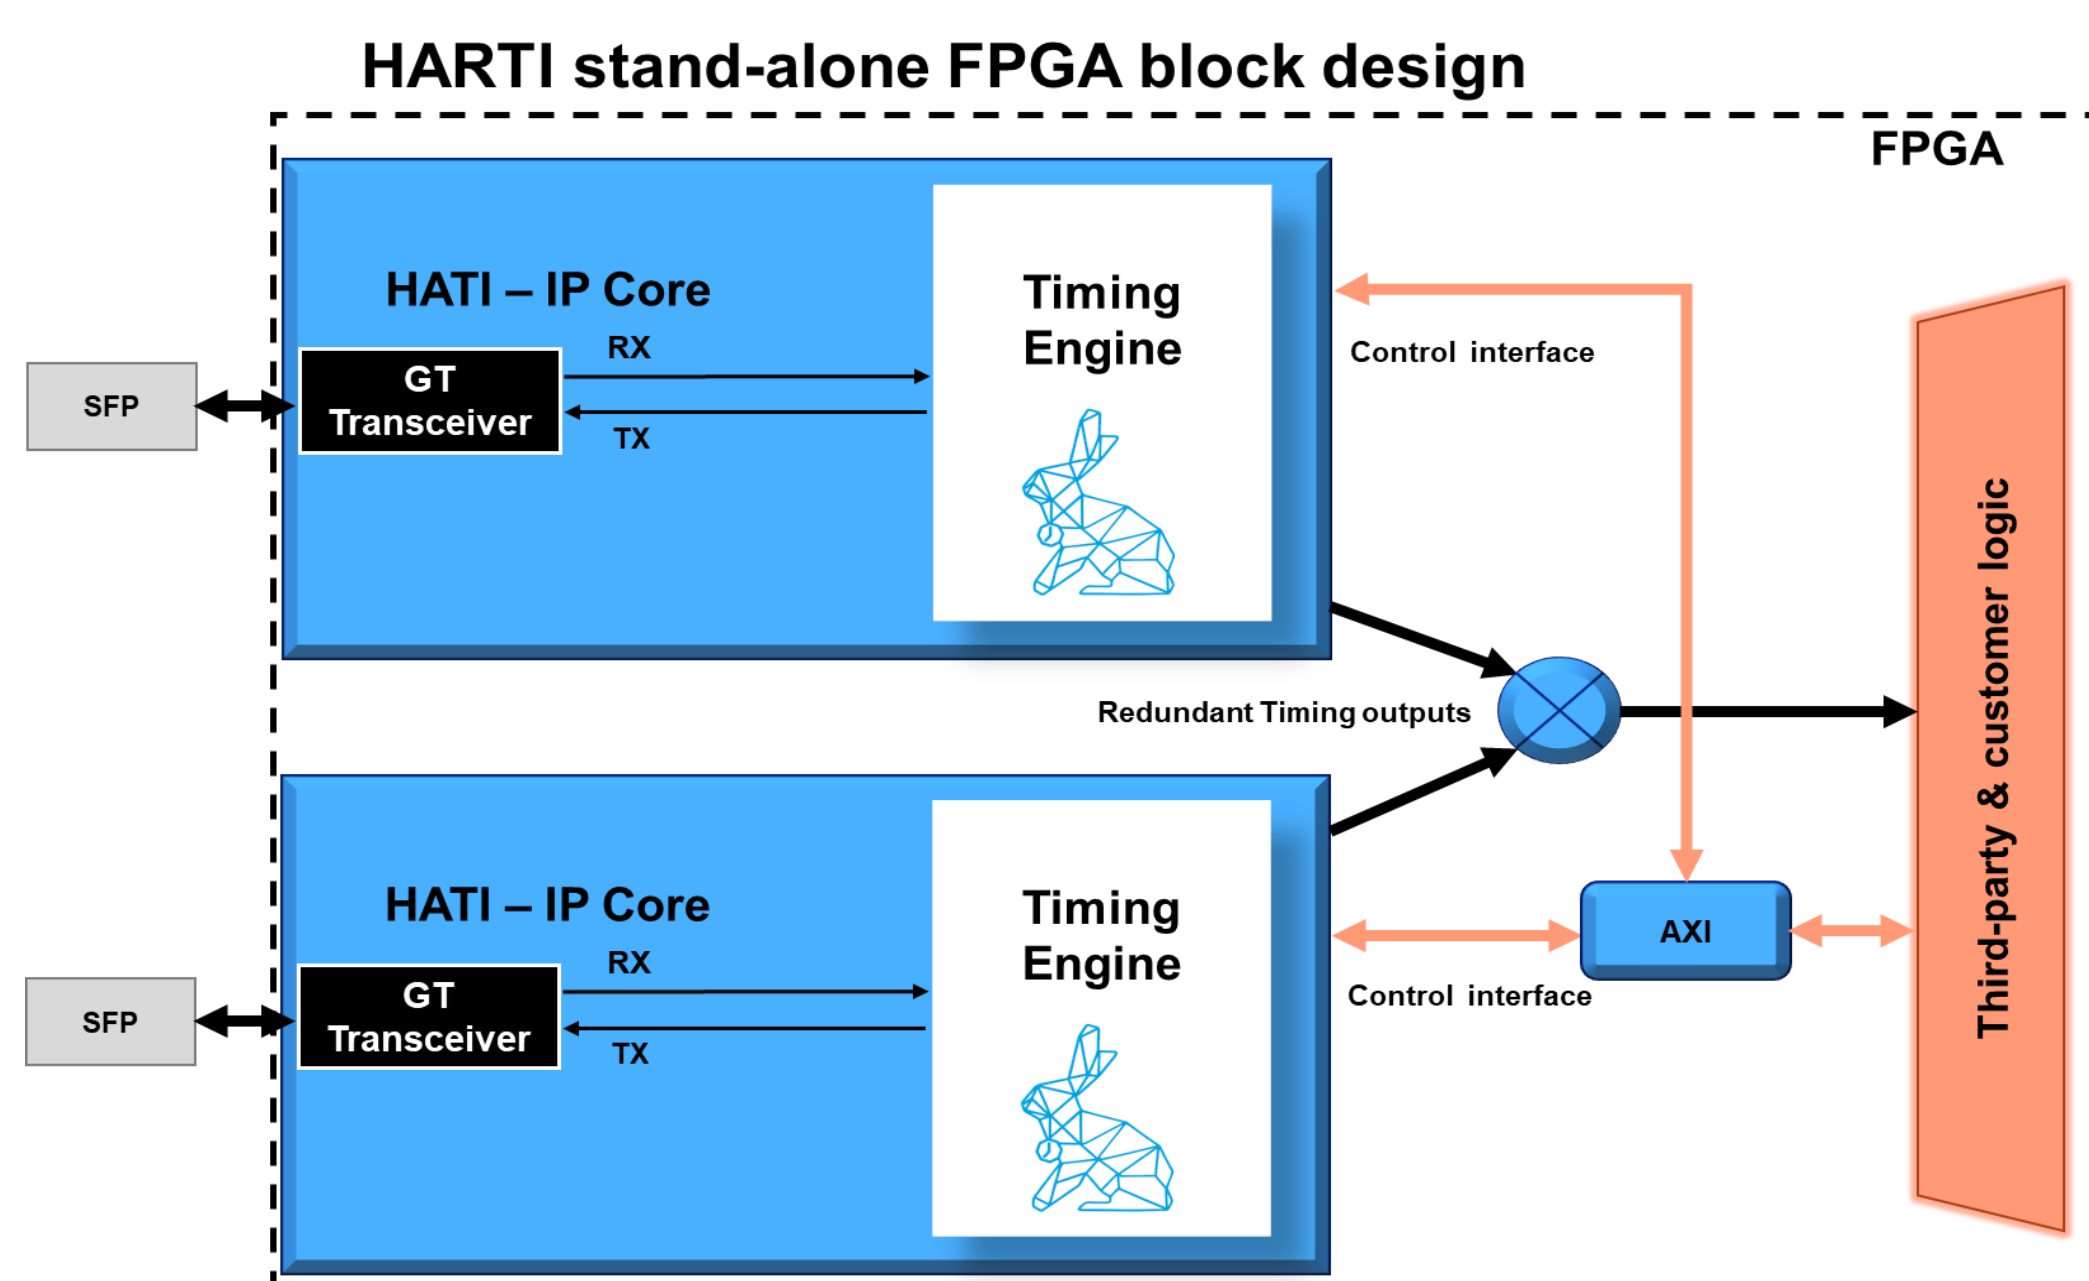 HARTI stand-alone FPGA block design
FPGA
HATI – IP Core
Timing
Engine
RX
GT
Transceiver
TX
SFP
Control interface
Redundant Timing outputs
Third-party & customer logic
HATI – IP Core
Timing
Engine
RX
GT
Transceiver
TX
SFP
AXI
Control interface